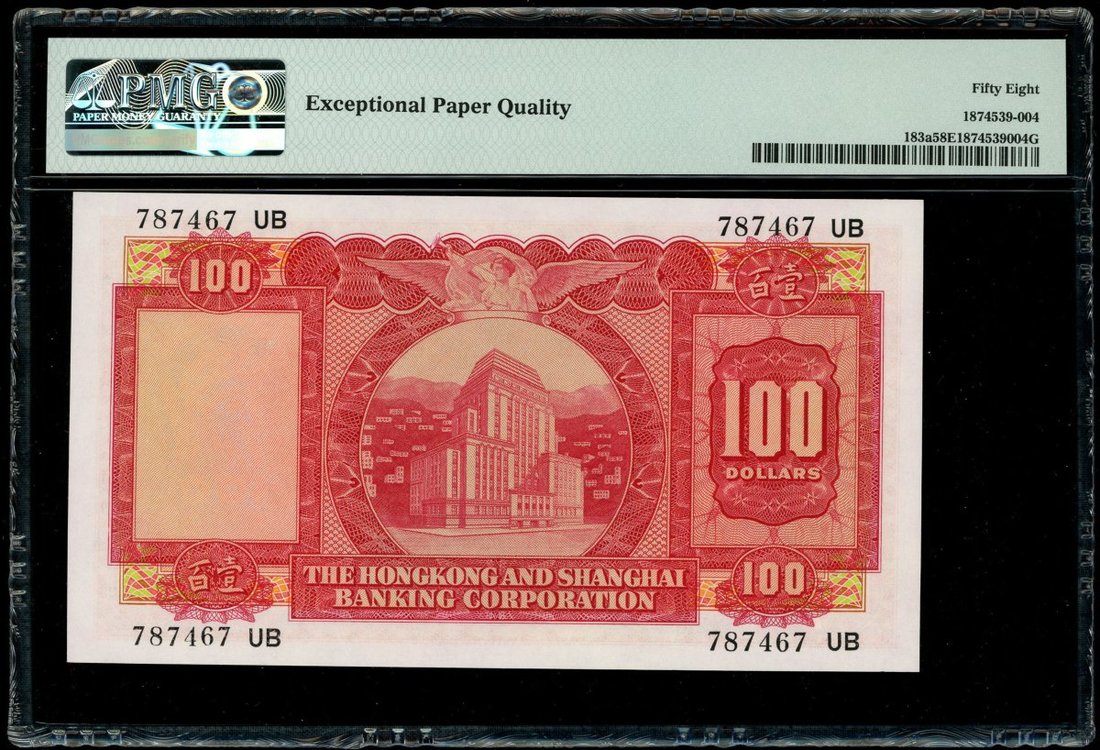 PMG
PAPER MONEY GUARANTY
Exceptional Paper Quality
Fifty Eight
1874539-004
183a58E1874539004G
787467 UB
787467 UB
100
百壹
100
DOLLARS
百壹
THE HONGKONG AND SHANGHAI
BANKING CORPORATION
100
787467 UB
787467 UB